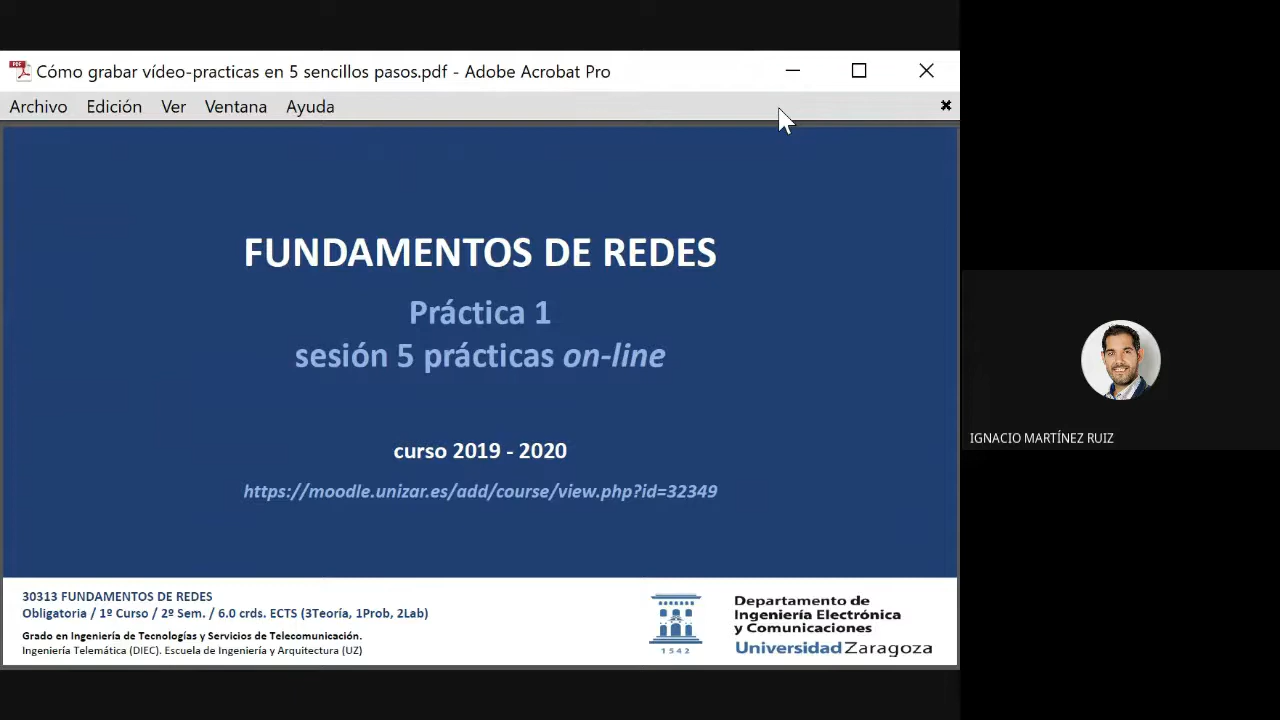 Cómo grabar vídeo-practicas en 5 sencillos pasos.pdf - Adobe Acrobat Pro
Archivo Edición Ver Ventana Ayuda
FUNDAMENTOS DE REDES
Práctica 1
sesión 5 prácticas on-line
curso 2019 - 2020
https://moodle.unizar.es/add/course/view.php?id=32349
30313 FUNDAMENTOS DE REDES
Obligatoria / 1º Curso / 2º Sem. / 6.0 crds. ECTS (3Teoría, 1Prob, 2Lab)
Grado en Ingeniería de Tecnologías y Servicios de Telecomunicación.
Ingeniería Telemática (DIEC). Escuela de Ingeniería y Arquitectura (UZ)
1542
Departamento de
Ingeniería Electrónica
y Comunicaciones
Universidad Zaragoza
IGNACIO MARTÍNEZ RUIZ